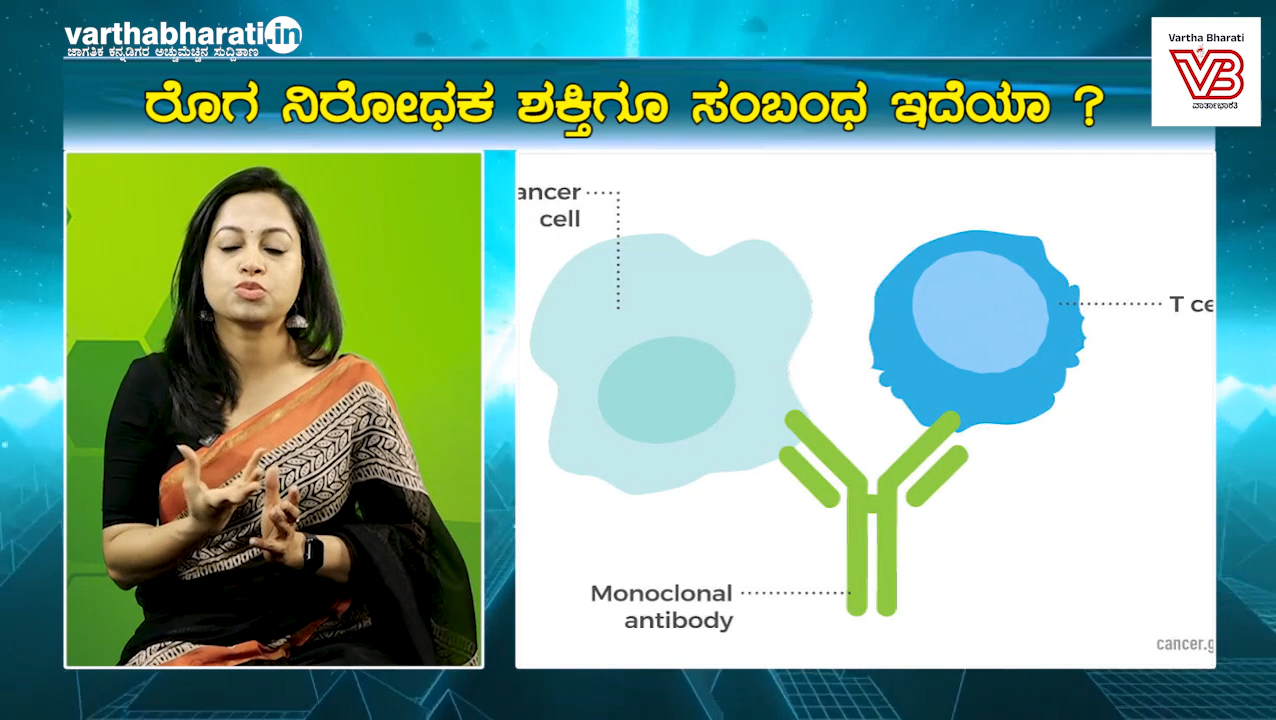 varthabharati.in
ಜಾಗತಿಕ ಕನ್ನಡಿಗರ ಅಚ್ಚುಮೆಚ್ಚಿನ ಸುದ್ದಿತಾಣ
Vartha Bharati
VB
ವಾರ್ತಾಭಾರತಿ
ರೊಗ ನಿರೋಧಕ ಶಕ್ತಿಗೂ ಸಂಬಂಧ ಇದೆಯಾ ?
ancer
cell
T ce
Monoclonal
antibody
cancer.g